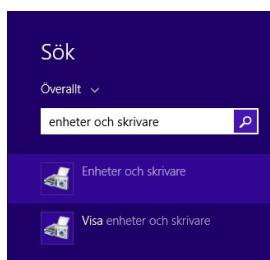 Sök
Överallt
enheter och skrivare
Enheter och skrivare
Visa enheter och skrivare